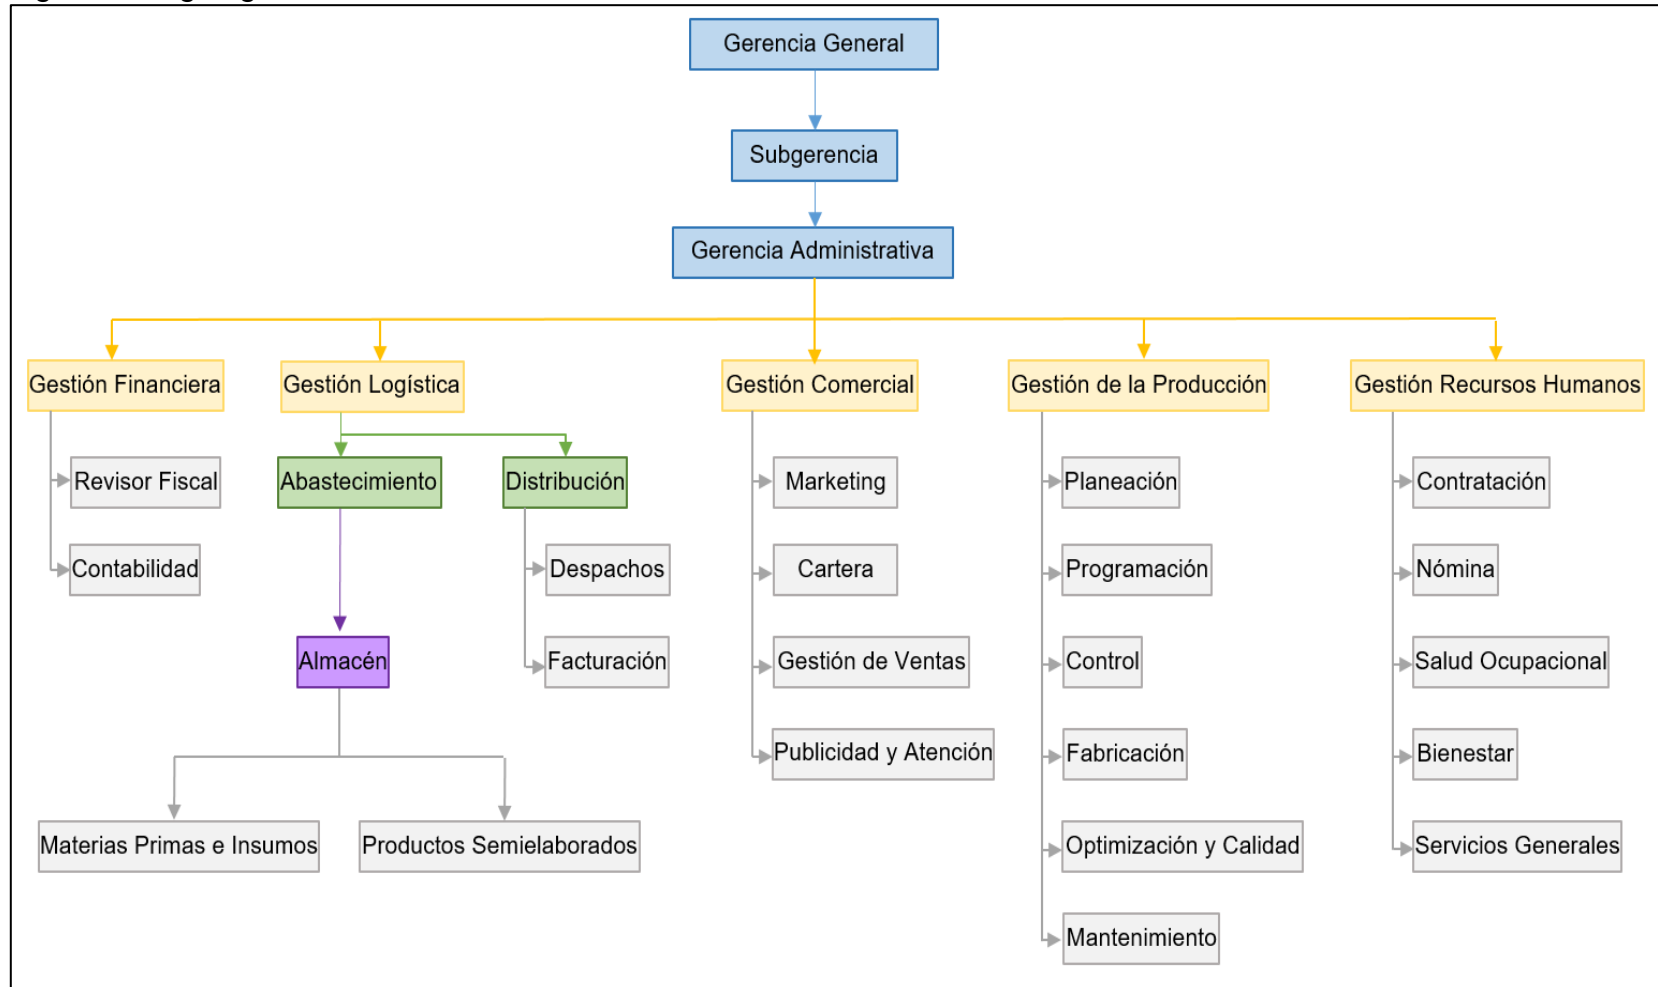 Gerencia General
Subgerencia
Gerencia Administrativa
Gestión Financiera
Gestión Logística
Gestión Comercial
Gestión de la Producción
Gestión Recursos Humanos
Revisor Fiscal
Contabilidad
Abastecimiento
Distribución
Despachos
Facturación
Almacén
Materias Primas e Insumos
Productos Semielaborados
Marketing
Cartera
Gestión de Ventas
Publicidad y Atención
Planeación
Programación
Control
Fabricación
Optimización y Calidad
Mantenimiento
Contratación
Nómina
Salud Ocupacional
Bienestar
Servicios Generales